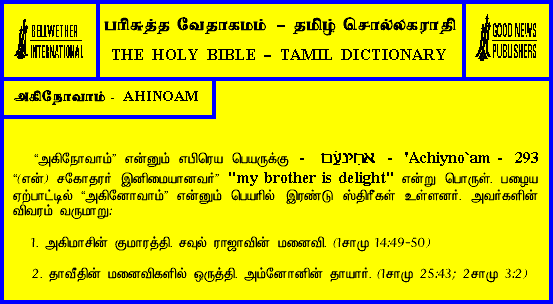 BELLWETHER
INTERNATIONAL
பரிசுத்த வேதாகமம் – தமிழ் சொல்லகராதி
THE HOLY BIBLE – TAMIL DICTIONARY
GOOD NEWS
PUBLISHERS
அகிநோவாம் - AHINOAM
“அகிநோவாம்” என்னும் எபிரெய பெயருக்கு - אחינעם - 'Achiyno`am - 293
“(என்) சகோதரர் இனிமையானவர்” "my brother is delight" என்று பொருள். பழைய
ஏற்பாட்டில் “அகினோவாம்” என்னும் பெயரில் இரண்டு ஸ்திரீகள் உள்ளனர். அவர்களின்
விவரம் வருமாறு:
1. அகிமாசின் குமாரத்தி. சவுல் ராஜாவின் மனைவி. (1சாமு 14:49-50)
2. தாவீதின் மனைவிகளில் ஒருத்தி. அம்னோனின் தாயார். (1சாமு 25:43; 2சாமு 3:2)